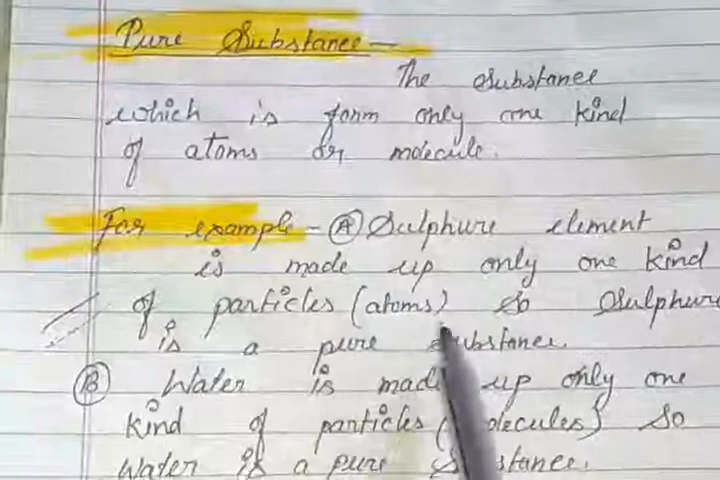 Pure Substance —
The Substance
which is form only one kind
of atoms or molecule.
For example - (A) Sulphure element
is made up only one kind
of particles (atoms) so Sulphure
is a pure substance.
(B) Water is made up only one
kind of particles (molecules) so
water is a pure substance.